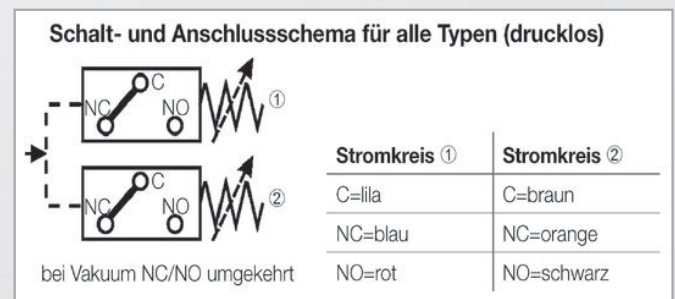 Schalt- und Anschlussschema für alle Typen (drucklos)
C
NC NO
①
C
NC NO
②
bei Vakuum NC/NO umgekehrt
Stromkreis ① Stromkreis ②
C=lila C=braun
NC=blau NC=orange
NO=rot NO=schwarz